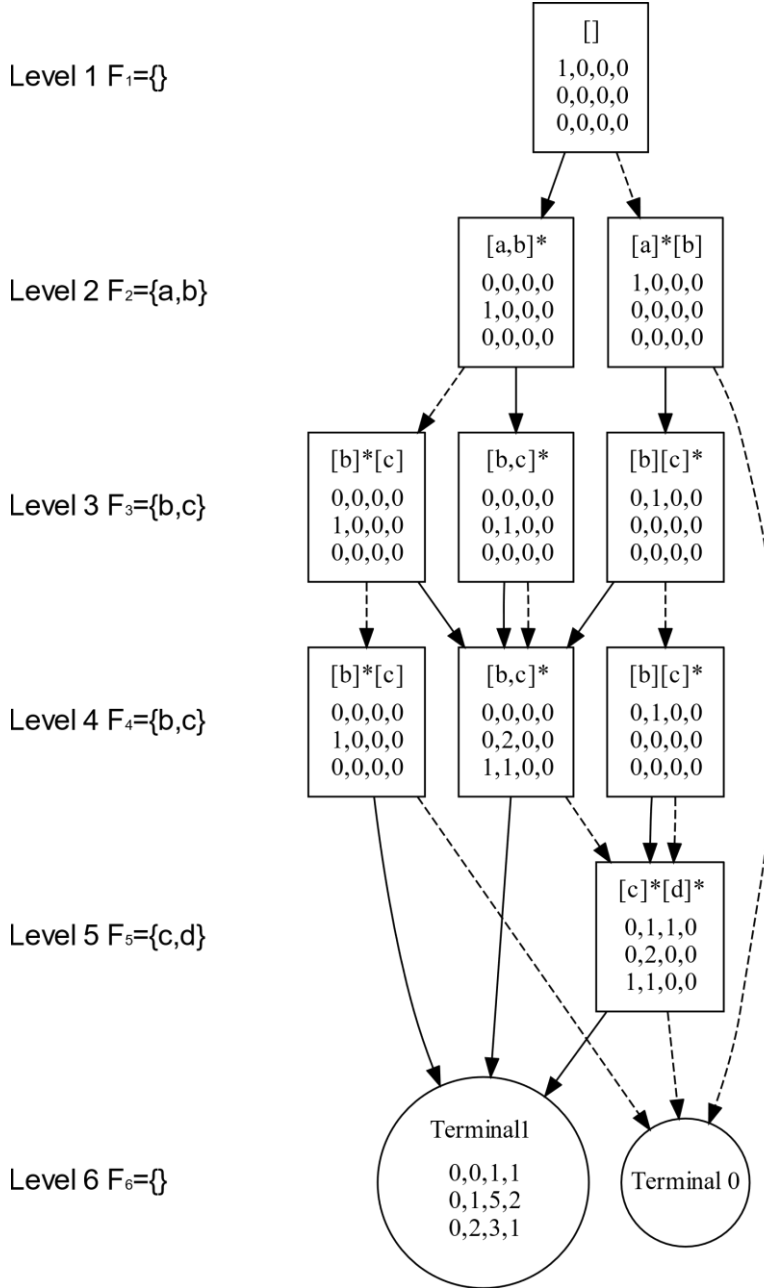 []
Level 1 F₁={}
1,0,0,0
0,0,0,0
0,0,0,0
[a,b]*
[a]*[b]
Level 2 F₂={a,b}
0,0,0,0
1,0,0,0
0,0,0,0
1,0,0,0
0,0,0,0
0,0,0,0
[b]*[c]
[b,c]*
[b][c]*
Level 3 F₃={b,c}
0,0,0,0
1,0,0,0
0,0,0,0
0,0,0,0
0,1,0,0
0,0,0,0
0,1,0,0
0,0,0,0
0,0,0,0
[b]*[c]
[b,c]*
[b][c]*
Level 4 F₄={b,c}
0,0,0,0
1,0,0,0
0,0,0,0
0,0,0,0
0,2,0,0
1,1,0,0
0,1,0,0
0,0,0,0
0,0,0,0
[c]*[d]*
Level 5 F₅={c,d}
0,1,1,0
0,2,0,0
1,1,0,0
Terminal1
Level 6 F₆={}
0,0,1,1
0,1,5,2
0,2,3,1
Terminal 0